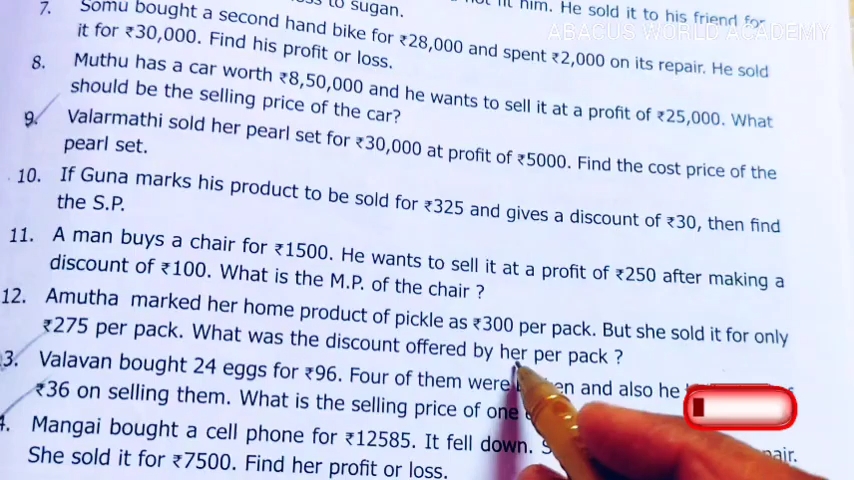 ss to sugan.
not fit him. He sold it to his friend for
ABACUS WORLD ACADEMY
7. Somu bought a second hand bike for ₹28,000 and spent ₹2,000 on its repair. He sold
it for ₹30,000. Find his profit or loss.
8. Muthu has a car worth ₹8,50,000 and he wants to sell it at a profit of ₹25,000. What
should be the selling price of the car?
9. Valarmathi sold her pearl set for ₹30,000 at profit of ₹5000. Find the cost price of the
pearl set.
10. If Guna marks his product to be sold for ₹325 and gives a discount of ₹30, then find
the S.P.
11. A man buys a chair for ₹1500. He wants to sell it at a profit of ₹250 after making a
discount of ₹100. What is the M.P. of the chair ?
12. Amutha marked her home product of pickle as ₹300 per pack. But she sold it for only
₹275 per pack. What was the discount offered by her per pack ?
3. Valavan bought 24 eggs for ₹96. Four of them were and also he
₹36 on selling them. What is the selling price of one
4. Mangai bought a cell phone for ₹12585. It fell down. S pair.
She sold it for ₹7500. Find her profit or loss.